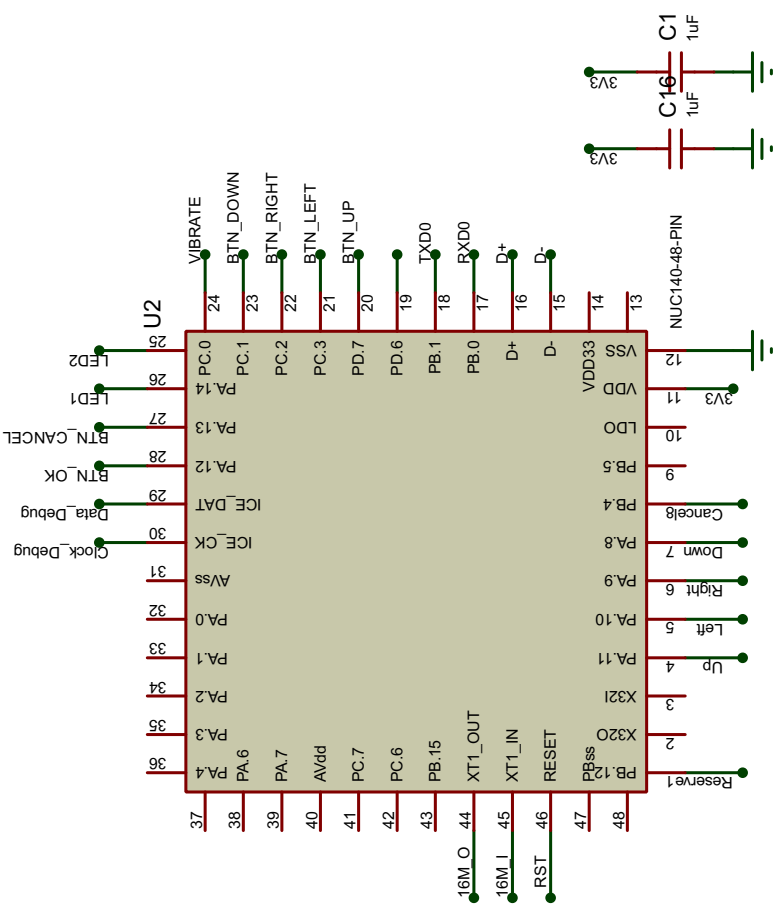 C1
1uF
3V3
C16
1uF
3V3
VIBRATE
BTN_DOWN
BTN_RIGHT
BTN_LEFT
BTN_UP
TXD0
RXD0
D+
D-
NUC140-48-PIN
U2
24
23
22
21
20
19
18
17
16
15
14
13
PC.0
PC.1
PC.2
PC.3
PD.7
PD.6
PB.1
PB.0
D+
D-
VDD33
LED2
25
LED1
26
PA.14
BTN_CANCEL
27
PA.13
BTN_OK
28
PA.12
Data_Debug
29
ICE_DAT
Clock_Debug
30
ICE_CK
31
AVss
32
PA.0
33
PA.1
34
PA.2
35
PA.3
36
PA.4
VSS
12
VDD
11
3V3
LDO
10
PB.5
9
PB.4
Cancel8
PA.8
7
Down
PA.9
6
Right
PA.10
5
Left
PA.11
4
Up
X32I
3
X32O
2
PB.12
Reserve1
PA.6
PA.7
AVdd
PC.7
PC.6
PB.15
XT1_OUT
XT1_IN
RESET
PBss
37
38
39
40
41
42
43
44
45
46
47
48
16M_O
16M_I
RST